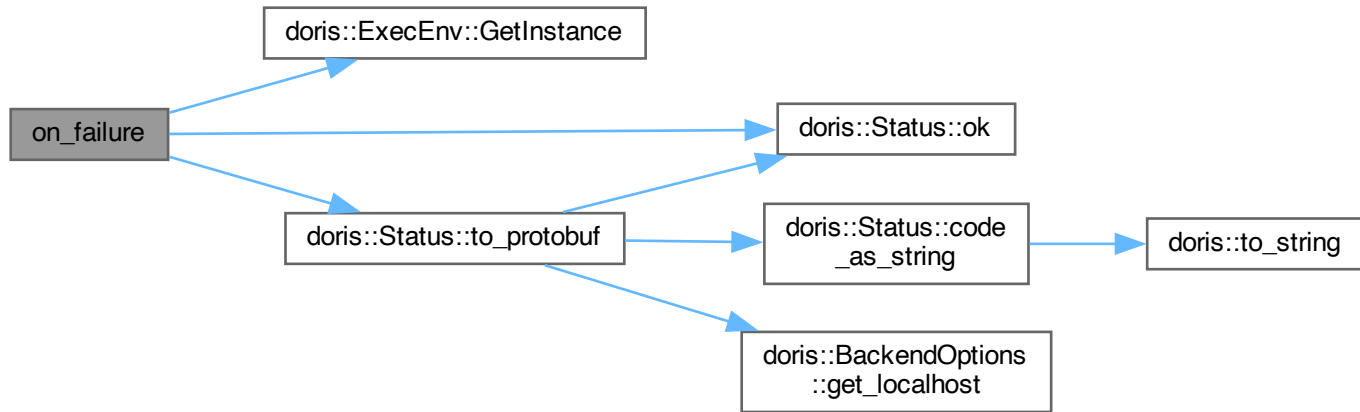 doris::ExecEnv::GetInstance
on_failure
doris::Status::ok
doris::Status::to_protobuf
doris::Status::code
_as_string
doris::to_string
doris::BackendOptions
::get_localhost